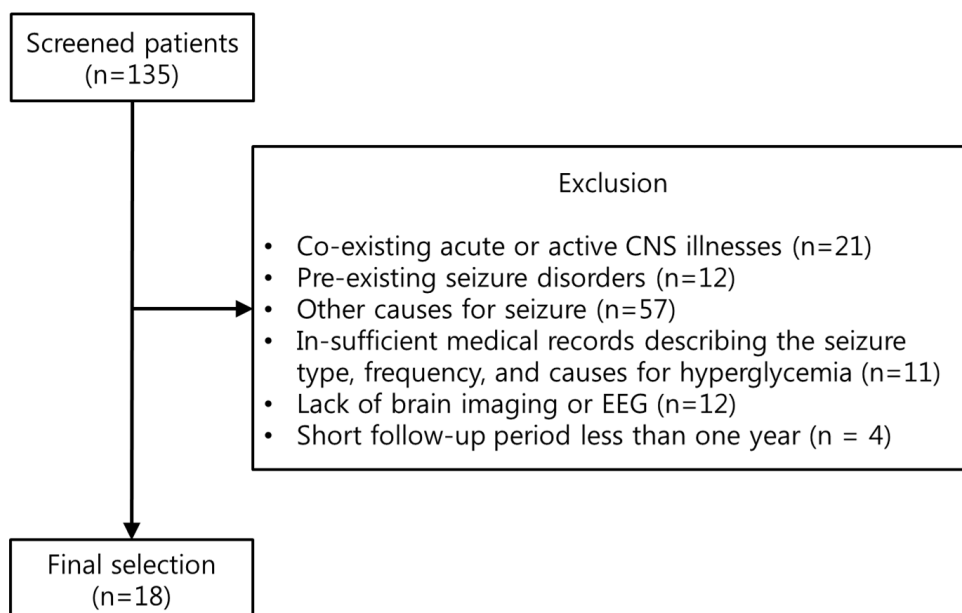 Screened patients
(n=135)
Exclusion
• Co-existing acute or active CNS illnesses (n=21)
• Pre-existing seizure disorders (n=12)
• Other causes for seizure (n=57)
• In-sufficient medical records describing the seizure
type, frequency, and causes for hyperglycemia (n=11)
• Lack of brain imaging or EEG (n=12)
• Short follow-up period less than one year (n = 4)
Final selection
(n=18)